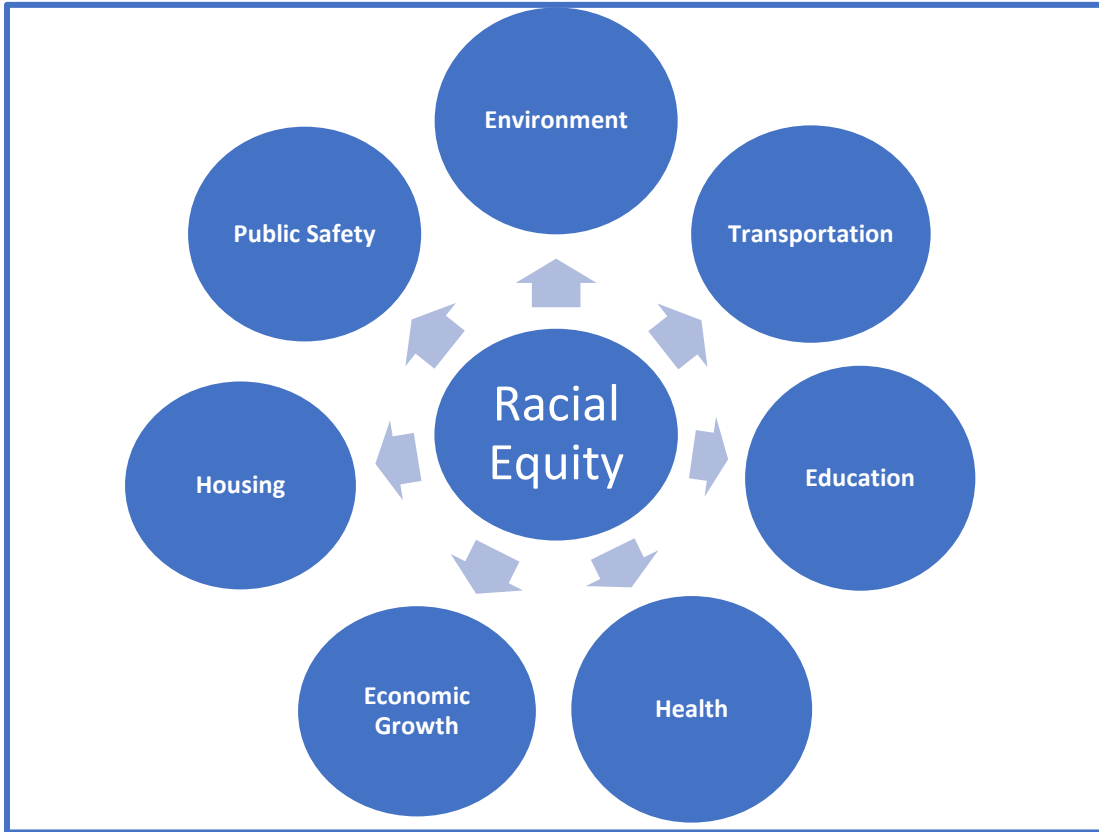 Environment
Public Safety
Transportation
Racial
Equity
Housing
Education
Economic
Growth
Health